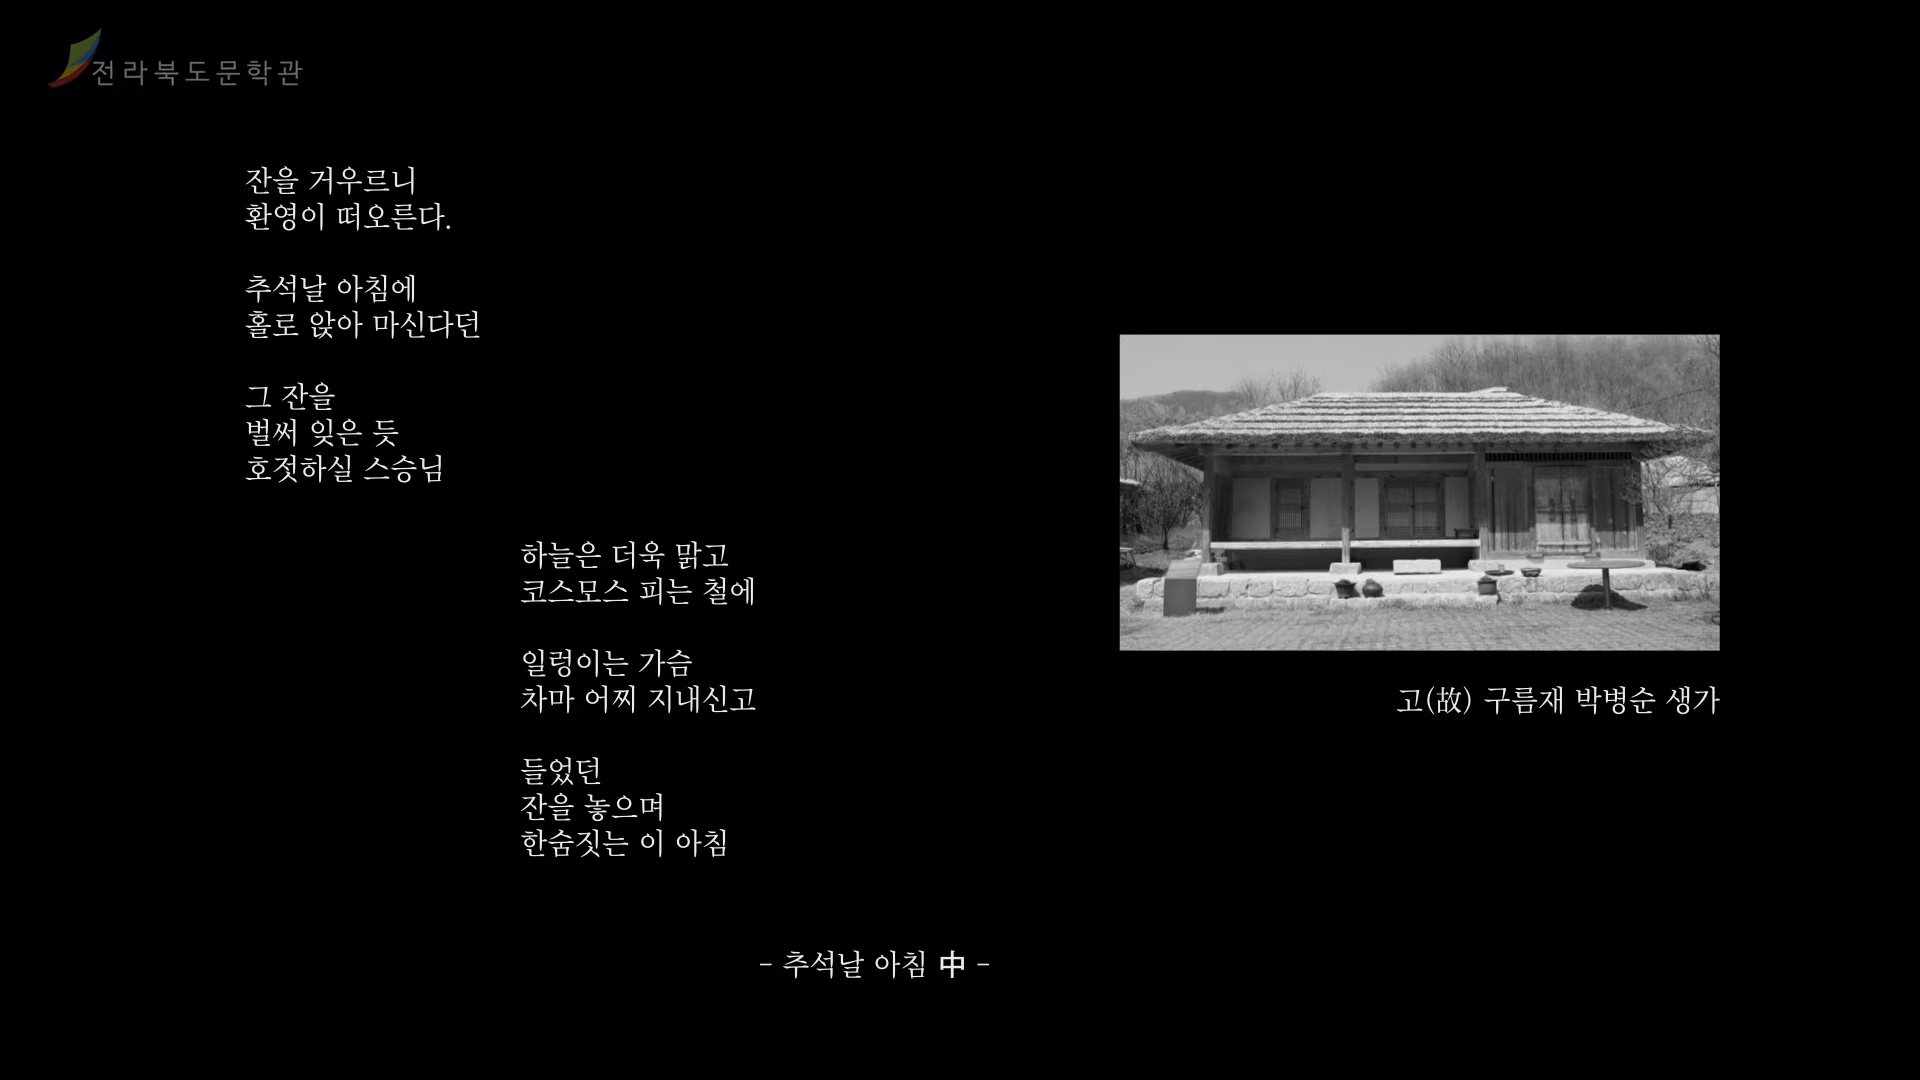 전라북도문학관
잔을 거우르니
환영이 떠오른다.
추석날 아침에
홀로 앉아 마신다던
그 잔을
벌써 잊은 듯
호젓하실 스승님
하늘은 더욱 맑고
코스모스 피는 철에
일렁이는 가슴
차마 어찌 지내신고
들었던
잔을 놓으며
한숨짓는 이 아침
고(故) 구름재 박병순 생가
- 추석날 아침 中 -